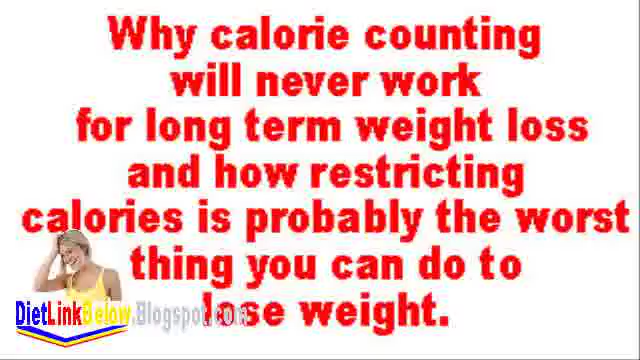 Why calorie counting
will never work
for long term weight loss
and how restricting
calories is probably the worst
thing you can do to
lose weight.
DietLinkBelow.Blogspot.com